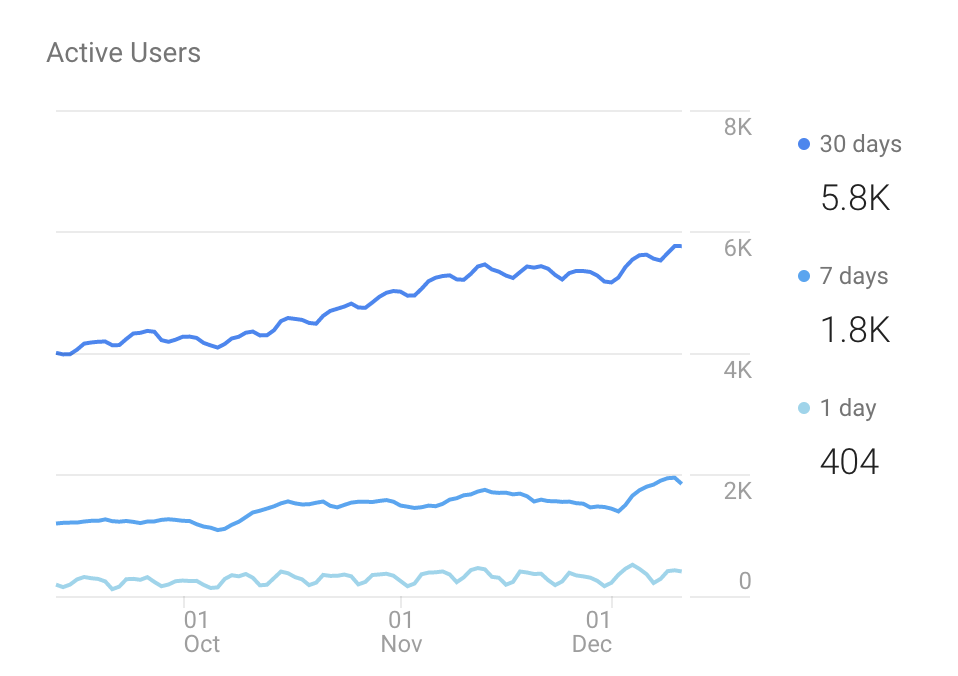 Active Users
8K
6K
4K
2K
0
01
Oct
01
Nov
01
Dec
30 days
5.8K
7 days
1.8K
1 day
404